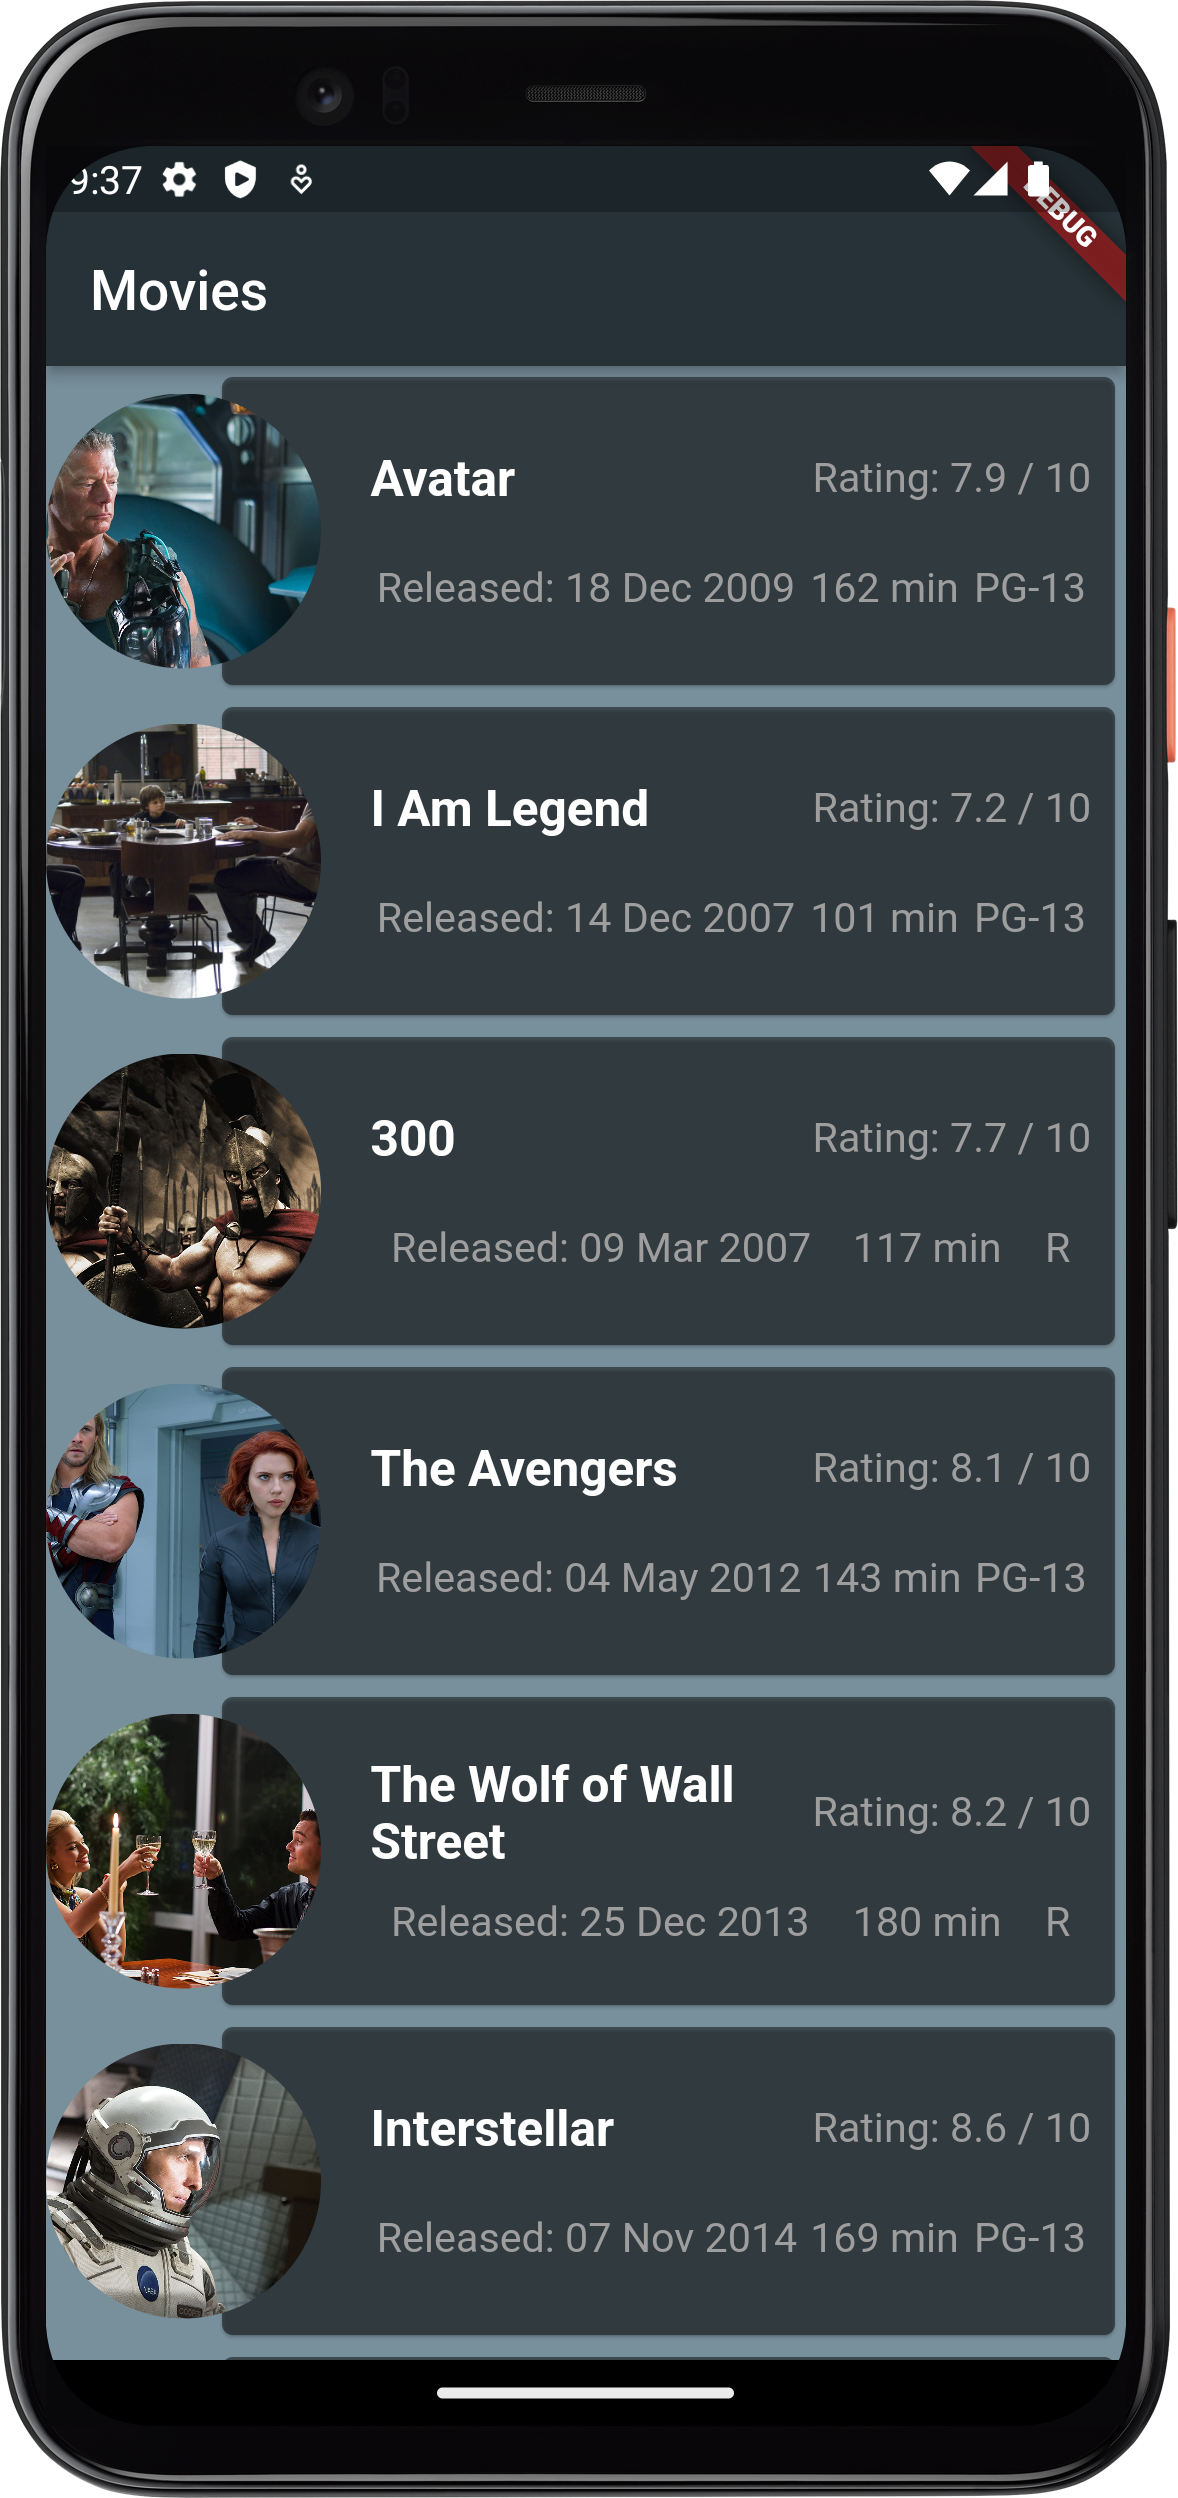 9:37
DEBUG
Movies
Avatar
Rating: 7.9 / 10
Released: 18 Dec 2009 162 min PG-13
I Am Legend
Rating: 7.2 / 10
Released: 14 Dec 2007 101 min PG-13
300
Rating: 7.7 / 10
Released: 09 Mar 2007 117 min R
The Avengers
Rating: 8.1 / 10
Released: 04 May 2012 143 min PG-13
The Wolf of Wall
Street
Rating: 8.2 / 10
Released: 25 Dec 2013 180 min R
Interstellar
Rating: 8.6 / 10
Released: 07 Nov 2014 169 min PG-13